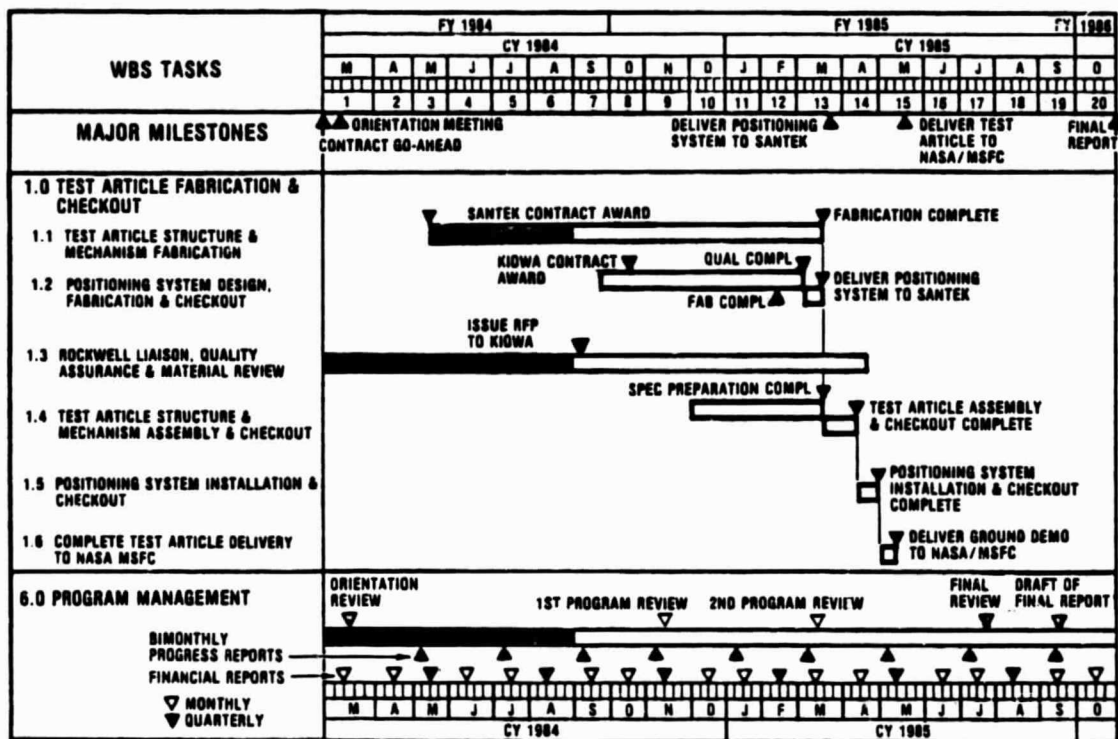 WBS TASKS
FY 1984
FY 1985
FY 1986
CY 1984
CY 1985
M A M J J A S O N D J F M A M J J A S O
1 2 3 4 5 6 7 8 9 10 11 12 13 14 15 16 17 18 19 20
MAJOR MILESTONES
ORIENTATION MEETING
CONTRACT GO-AHEAD
DELIVER POSITIONING
SYSTEM TO SANTEK
DELIVER TEST
ARTICLE TO
NASA/MSFC
FINAL
REPORT
1.0 TEST ARTICLE FABRICATION &
CHECKOUT
SANTEK CONTRACT AWARD
FABRICATION COMPLETE
1.1 TEST ARTICLE STRUCTURE &
MECHANISM FABRICATION
KIOWA CONTRACT
AWARD
QUAL COMPL
1.2 POSITIONING SYSTEM DESIGN,
FABRICATION & CHECKOUT
FAB COMPL
DELIVER POSITIONING
SYSTEM TO SANTEK
ISSUE RFP
TO KIOWA
1.3 ROCKWELL LIAISON, QUALITY
ASSURANCE & MATERIAL REVIEW
SPEC PREPARATION COMPL
1.4 TEST ARTICLE STRUCTURE &
MECHANISM ASSEMBLY & CHECKOUT
TEST ARTICLE ASSEMBLY
& CHECKOUT COMPLETE
1.5 POSITIONING SYSTEM INSTALLATION &
CHECKOUT
POSITIONING SYSTEM
INSTALLATION & CHECKOUT
COMPLETE
1.6 COMPLETE TEST ARTICLE DELIVERY
TO NASA MSFC
DELIVER GROUND DEMO
TO NASA/MSFC
6.0 PROGRAM MANAGEMENT
ORIENTATION
REVIEW
1ST PROGRAM REVIEW
2ND PROGRAM REVIEW
FINAL
REVIEW
DRAFT OF
FINAL REPORT
BIMONTHLY
PROGRESS REPORTS
FINANCIAL REPORTS
MONTHLY
QUARTERLY
M A M J J A S O N D J F M A M J J A S O
CY 1984
CY 1985